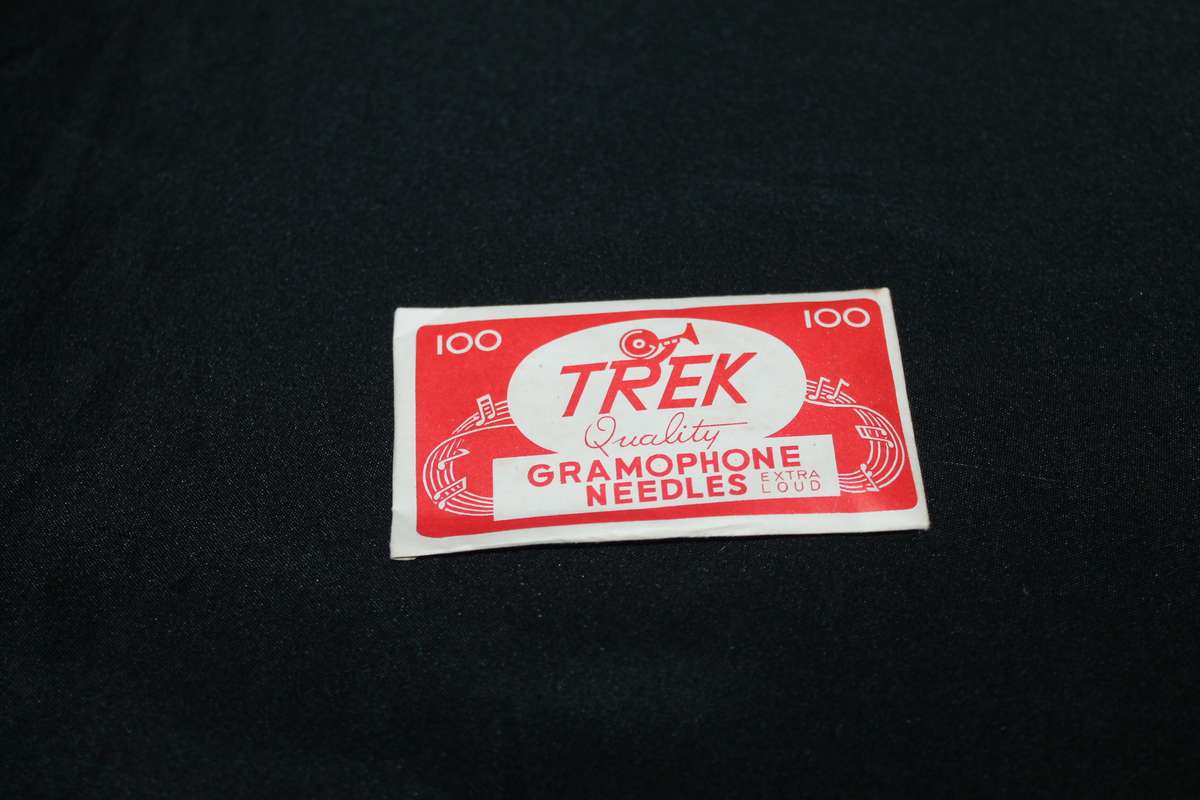 100
100
TREK
Quality
GRAMOPHONE
NEEDLES
EXTRA
LOUD